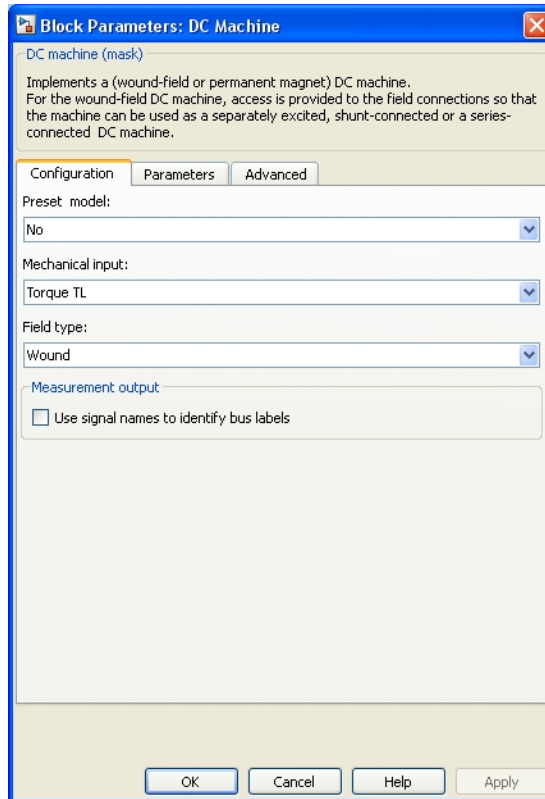 Block Parameters: DC Machine
DC machine (mask)
Implements a (wound-field or permanent magnet) DC machine.
For the wound-field DC machine, access is provided to the field connections so that
the machine can be used as a separately excited, shunt-connected or a series-
connected DC machine.
Configuration Parameters Advanced
Preset model:
No
Mechanical input:
Torque TL
Field type:
Wound
Measurement output
Use signal names to identify bus labels
OK Cancel Help Apply